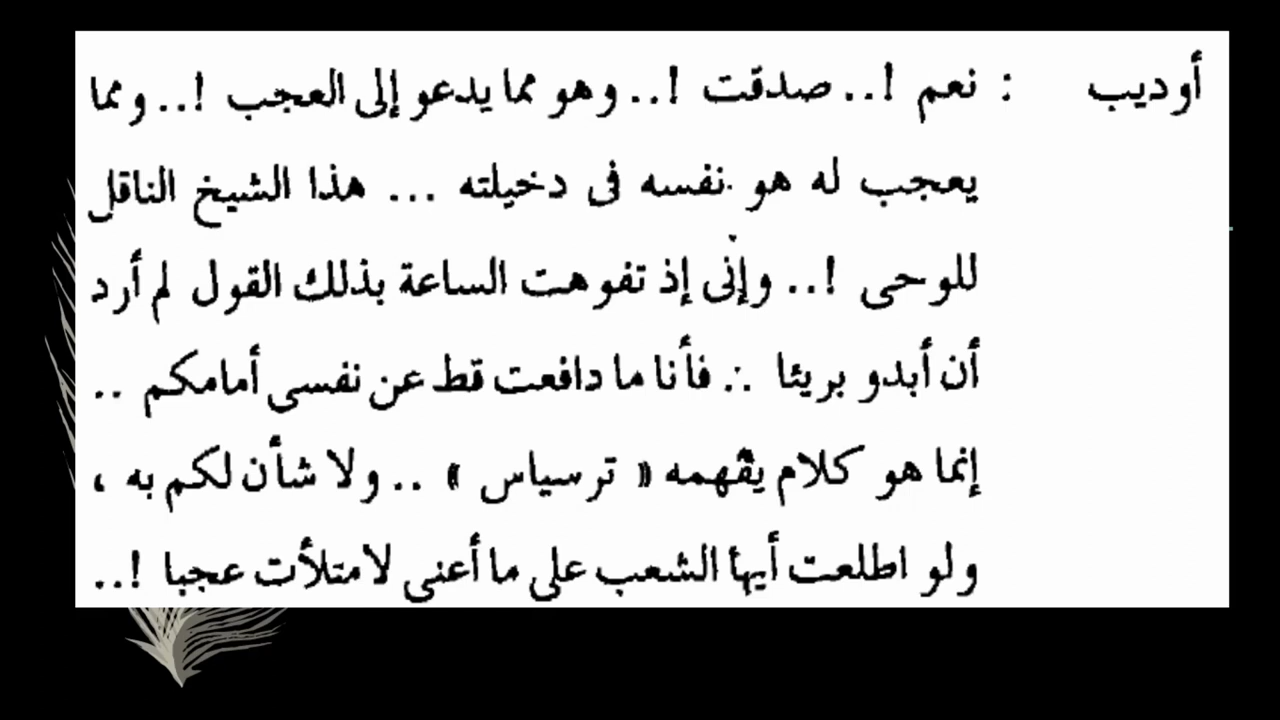 أوديب : نعم !.. صدقت !.. وهو مما يدعو إلى العجب !.. ومما
يعجب له هو نفسه فى دخيلته ... هذا الشيخ الناقل
للوحى !.. وإنى إذ تفوهت الساعة بذلك القول لم أرد
أن أبدو بريئا .. فأنا ما دافعت قط عن نفسى أمامكم ..
إنما هو كلام يفهمه « ترسياس » .. ولا شأن لكم به ،
ولو اطلعت أيها الشعب على ما أعنى لامتلأت عجبا !..